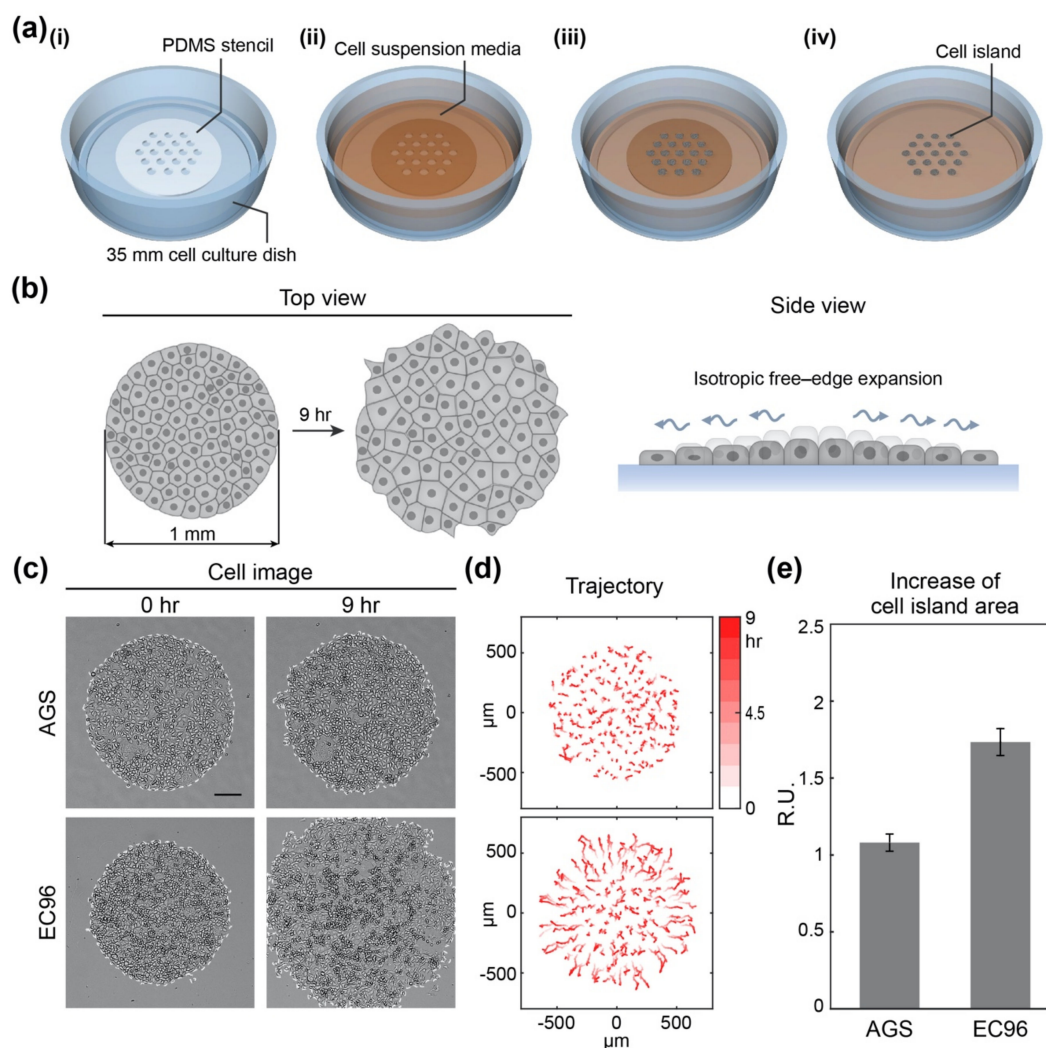 (a)
(i)
(ii)
(iii)
(iv)
PDMS stencil
Cell suspension media
Cell island
35 mm cell culture dish
(b)
Top view
Side view
9 hr
1 mm
Isotropic free–edge expansion
(c)
Cell image
0 hr
9 hr
AGS
EC96
(d)
Trajectory
500
0
-500
μm
9
hr
4.5
0
500
0
-500
μm
-500
0
500
μm
(e)
Increase of
cell island area
2.5
2
1.5
1
0.5
0
R.U.
AGS
EC96